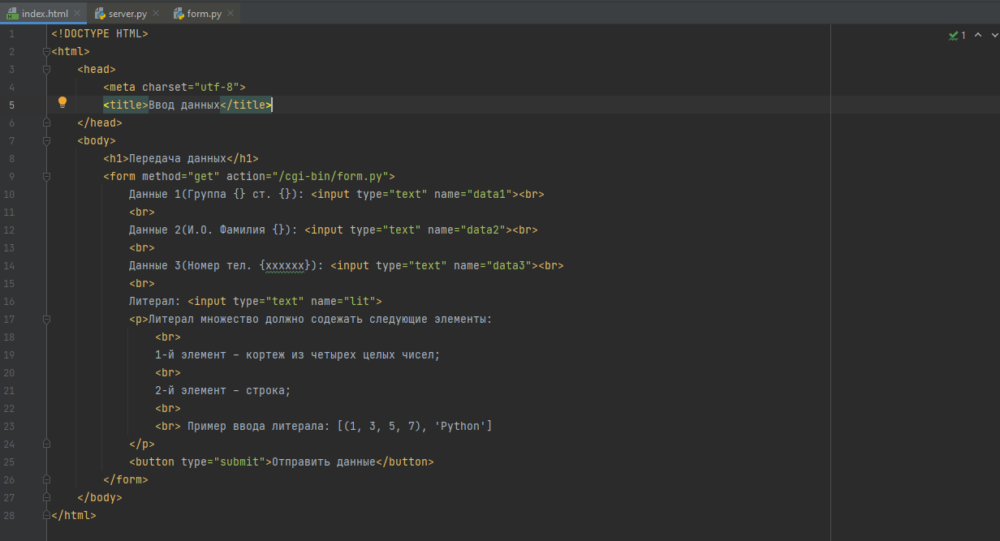 index.html server.py form.py
1 <!DOCTYPE HTML>
1
2 <html>
3 <head>
4 <meta charset="utf-8">
5 <title>Ввод данных</title>
6 </head>
7 <body>
8 <h1>Передача данных</h1>
9 <form method="get" action="/cgi-bin/form.py">
10 Данные 1(Группа {} ст. {}): <input type="text" name="data1"><br>
11 <br>
12 Данные 2(И.О. Фамилия {}): <input type="text" name="data2"><br>
13 <br>
14 Данные 3(Номер тел. {xxxxxx}): <input type="text" name="data3"><br>
15 <br>
16 Литерал: <input type="text" name="lit">
17 <p>Литерал множество должно содежать следующие элементы:
18 <br>
19 1-й элемент – кортеж из четырех целых чисел;
20 <br>
21 2-й элемент – строка;
22 <br>
23 <br> Пример ввода литерала: [(1, 3, 5, 7), 'Python']
24 </p>
25 <button type="submit">Отправить данные</button>
26 </form>
27 </body>
28 </html>